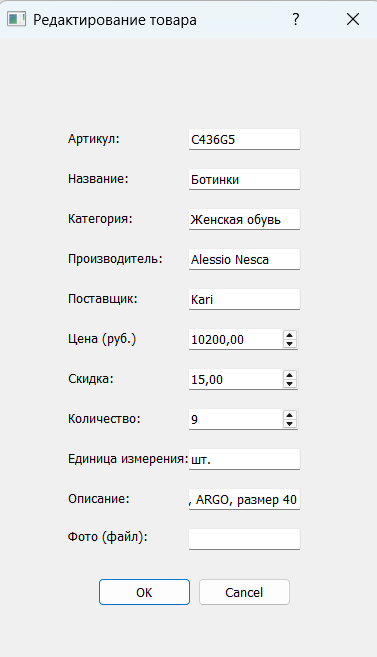 Редактирование товара ?
Артикул: C436G5
Название: Ботинки
Категория: Женская обувь
Производитель: Alessio Nesca
Поставщик: Kari
Цена (руб.) 10200,00
Скидка: 15,00
Количество: 9
Единица измерения: шт.
Описание: , ARGO, размер 40
Фото (файл):
OK Cancel